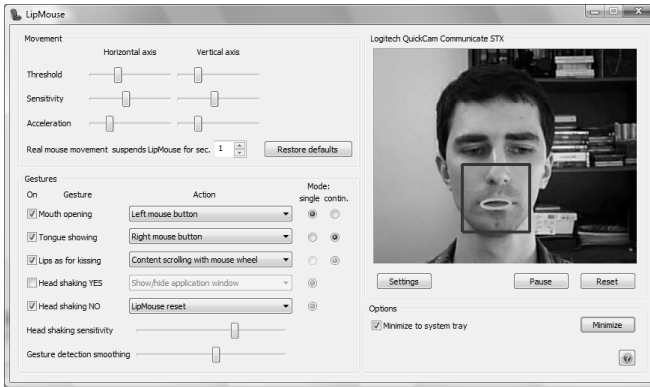 LipMouse
Movement
Horizontal axis Vertical axis
Threshold
Sensitivity
Acceleration
Real mouse movement suspends LipMouse for sec. 1 Restore defaults
Gestures
On Gesture Action Mode:
single contin.
Mouth opening Left mouse button
Tongue showing Right mouse button
Lips as for kissing Content scrolling with mouse wheel
Head shaking YES Show/hide application window
Head shaking NO LipMouse reset
Head shaking sensitivity
Gesture detection smoothing
Logitech QuickCam Communicate STX
Settings Pause Reset
Options
Minimize to system tray Minimize